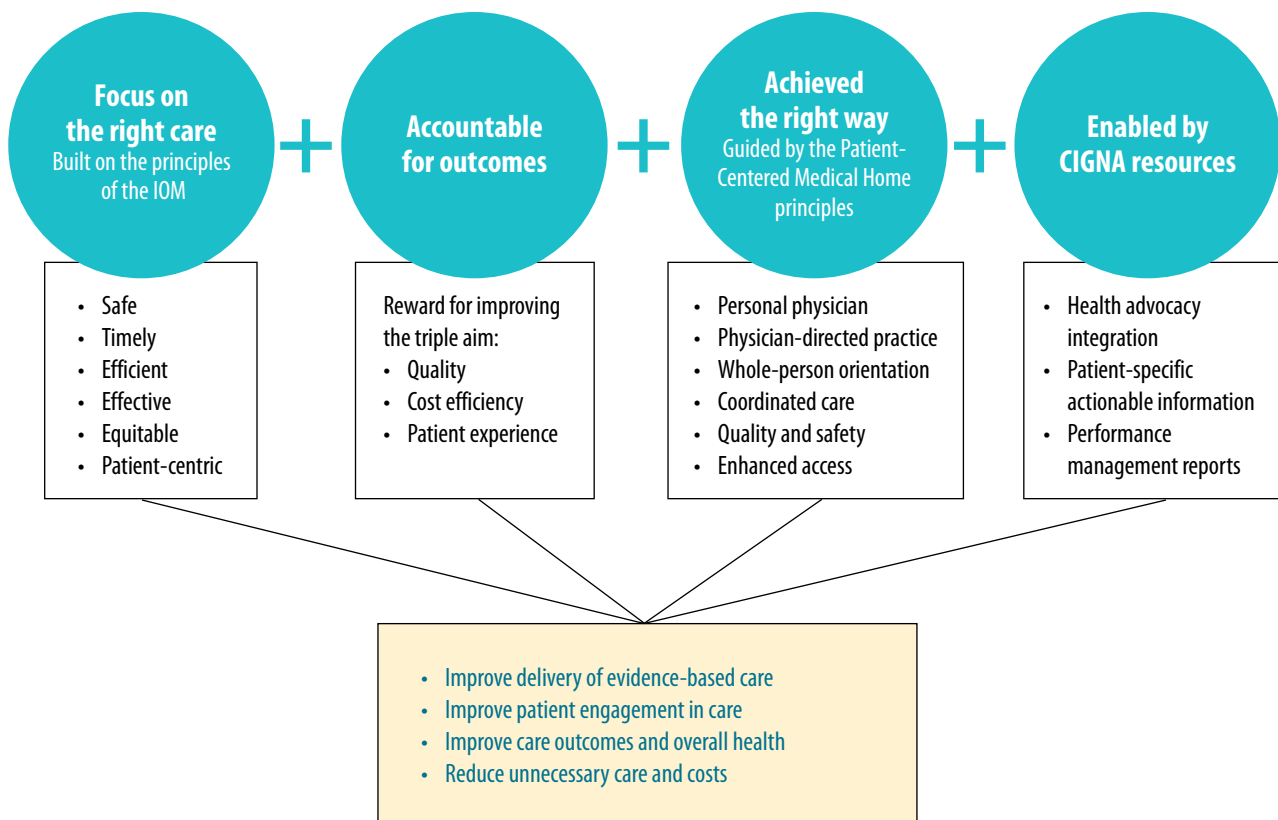 Focus on
the right care
Built on the principles
of the IOM
+
Accountable
for outcomes
+
Achieved
the right way
Guided by the Patient-
Centered Medical Home
principles
+
Enabled by
CIGNA resources
• Safe
• Timely
• Efficient
• Effective
• Equitable
• Patient-centric
Reward for improving
the triple aim:
• Quality
• Cost efficiency
• Patient experience
• Personal physician
• Physician-directed practice
• Whole-person orientation
• Coordinated care
• Quality and safety
• Enhanced access
• Health advocacy
integration
• Patient-specific
actionable information
• Performance
management reports
• Improve delivery of evidence-based care
• Improve patient engagement in care
• Improve care outcomes and overall health
• Reduce unnecessary care and costs